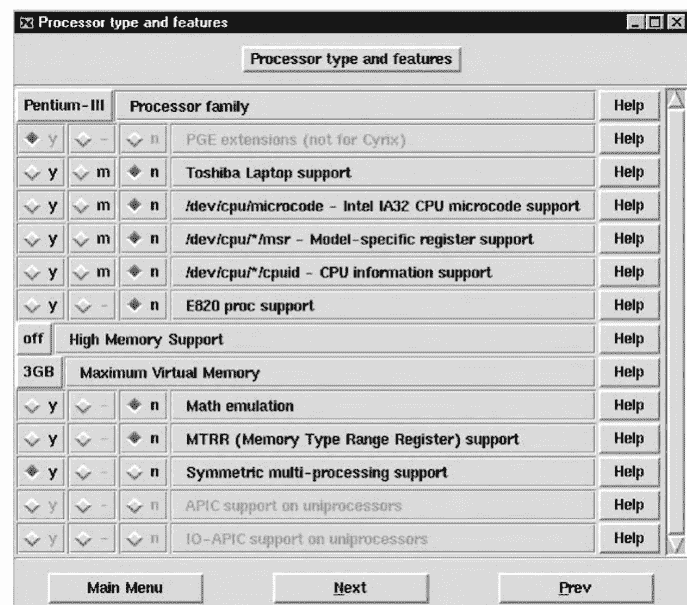 Processor type and features
Processor type and features
Pentium-III Processor family Help
y - n PGE extensions (not for Cyrix) Help
y m n Toshiba Laptop support Help
y m n /dev/cpu/microcode - Intel IA32 CPU microcode support Help
y m n /dev/cpu/*/msr - Model-specific register support Help
y m n /dev/cpu/*/cpuid - CPU information support Help
y - n E820 proc support Help
off High Memory Support Help
3GB Maximum Virtual Memory Help
y - n Math emulation Help
y - n MTRR (Memory Type Range Register) support Help
y - n Symmetric multi-processing support Help
y - n APIC support on uniprocessors Help
y - n IO-APIC support on uniprocessors Help
Main Menu Next Prev